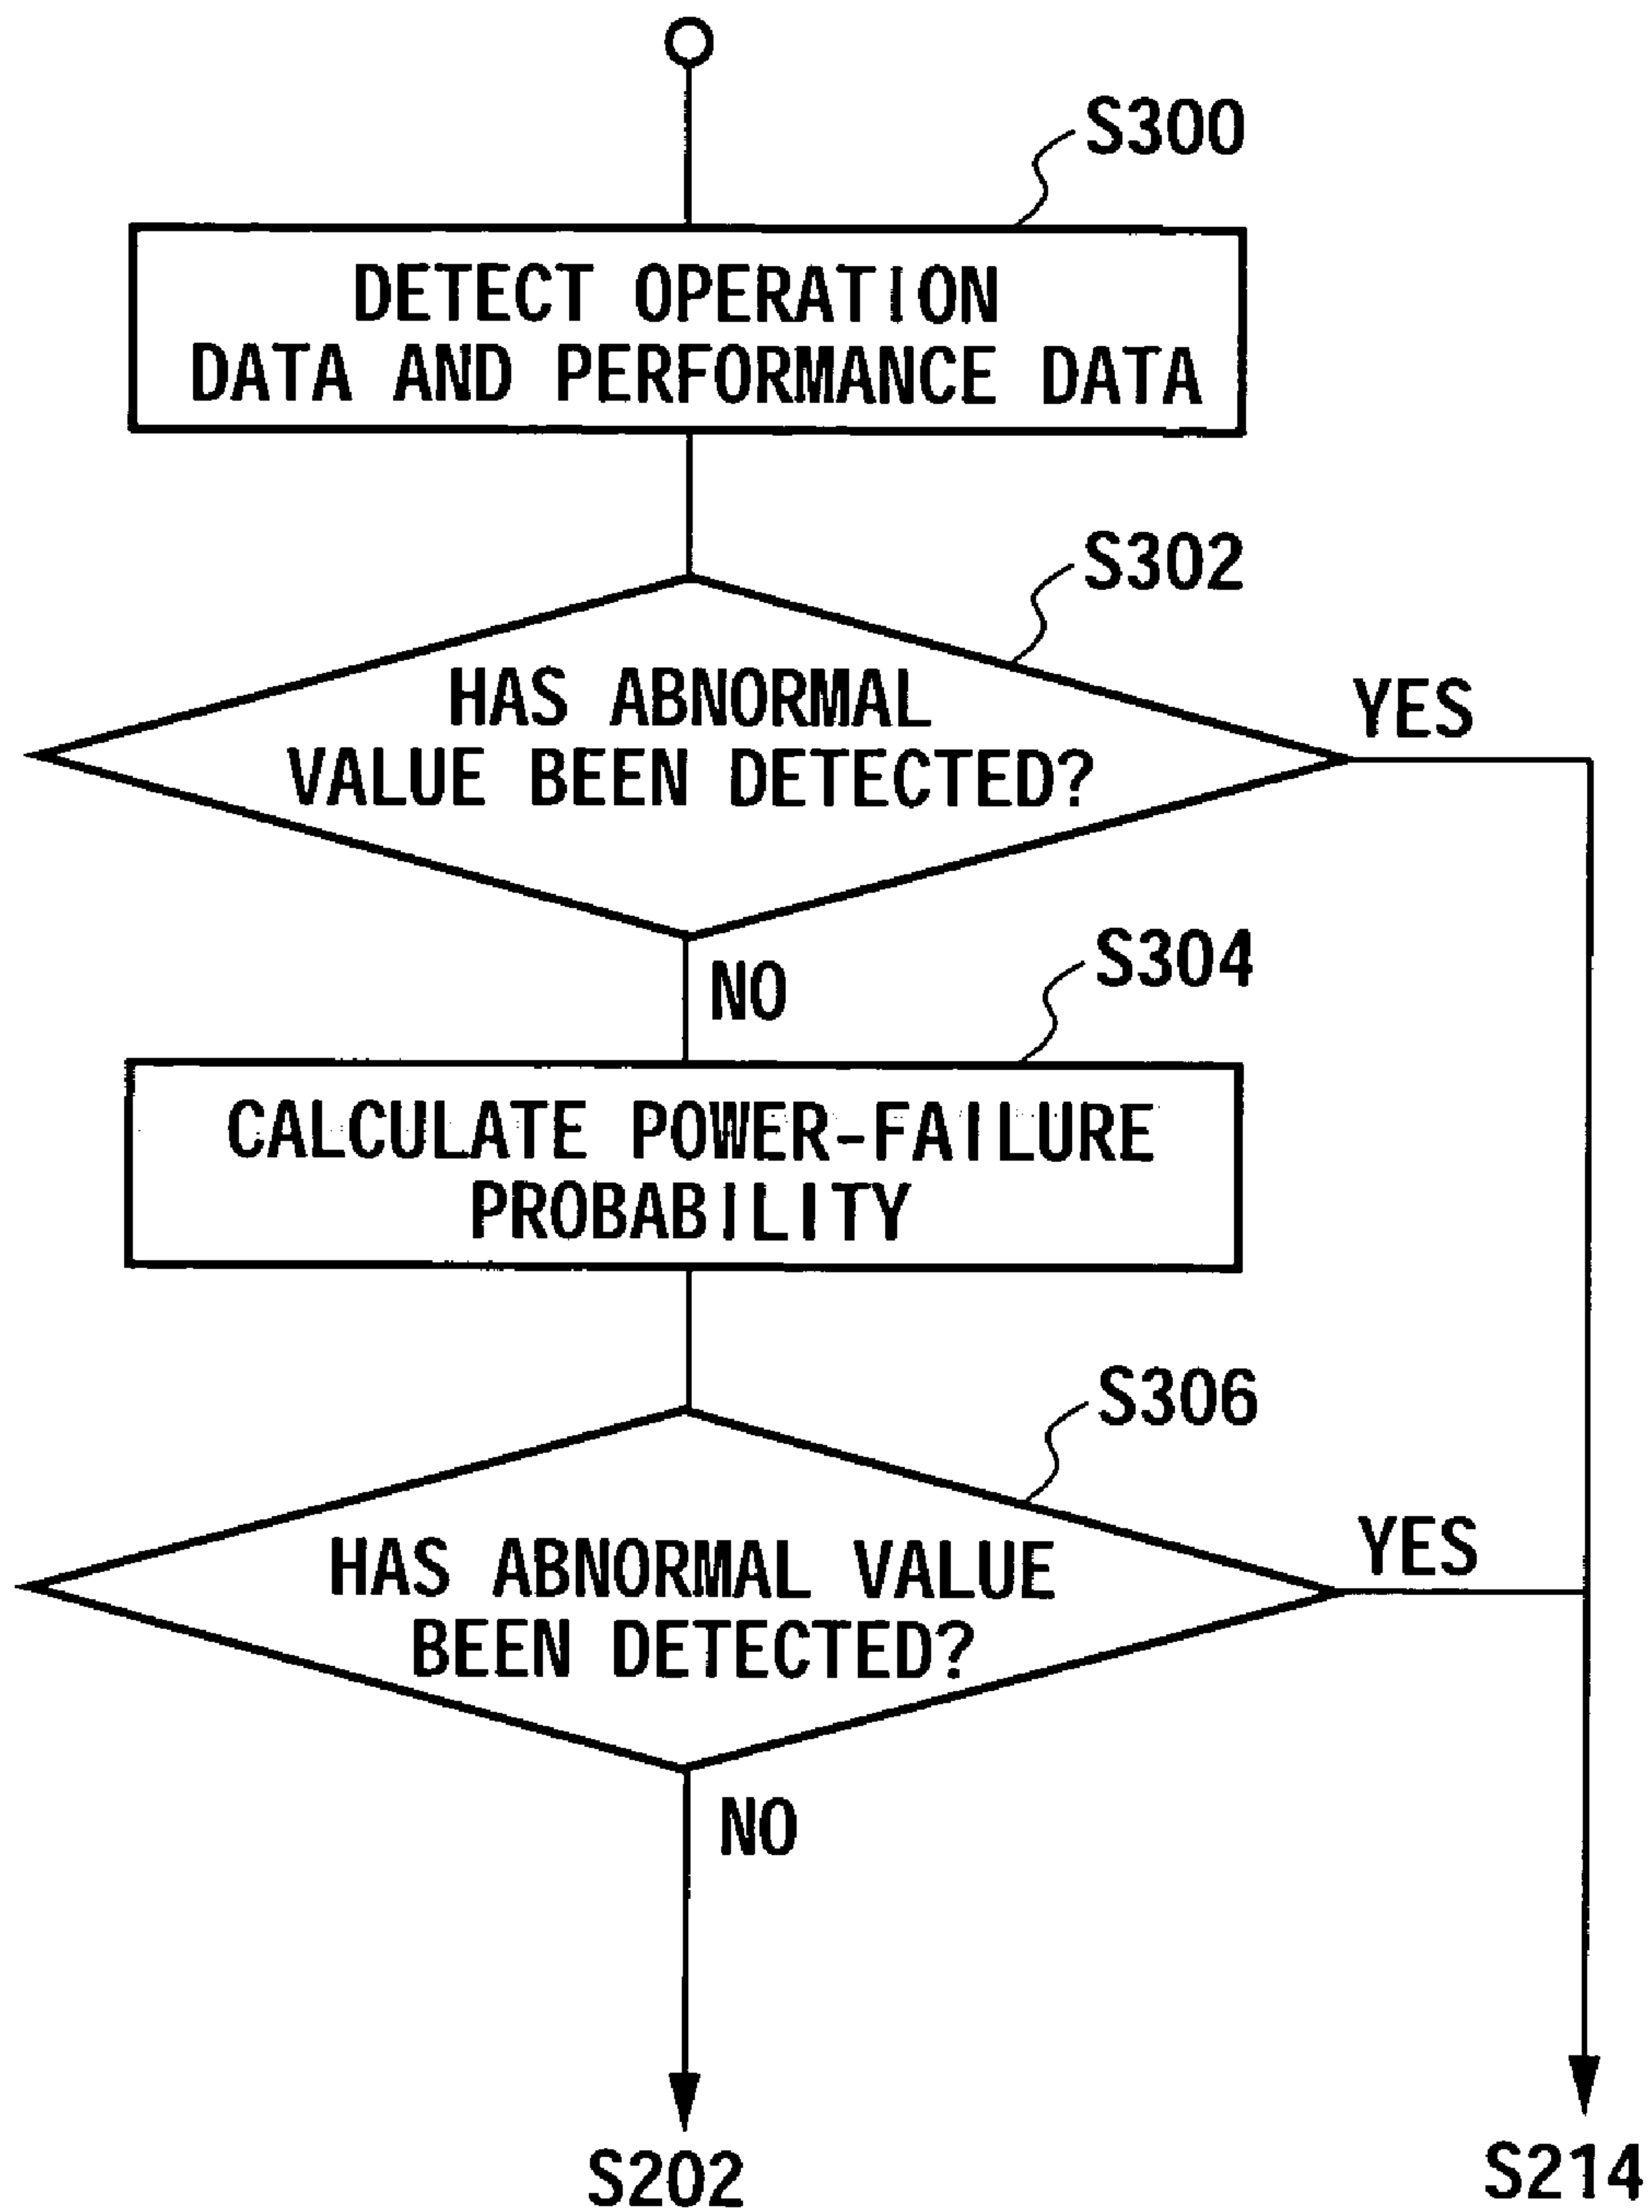 S300
DETECT OPERATION
DATA AND PERFORMANCE DATA
S302
HAS ABNORMAL
VALUE BEEN DETECTED?
YES
NO
S304
CALCULATE POWER-FAILURE
PROBABILITY
S306
HAS ABNORMAL VALUE
BEEN DETECTED?
YES
NO
S202
S214